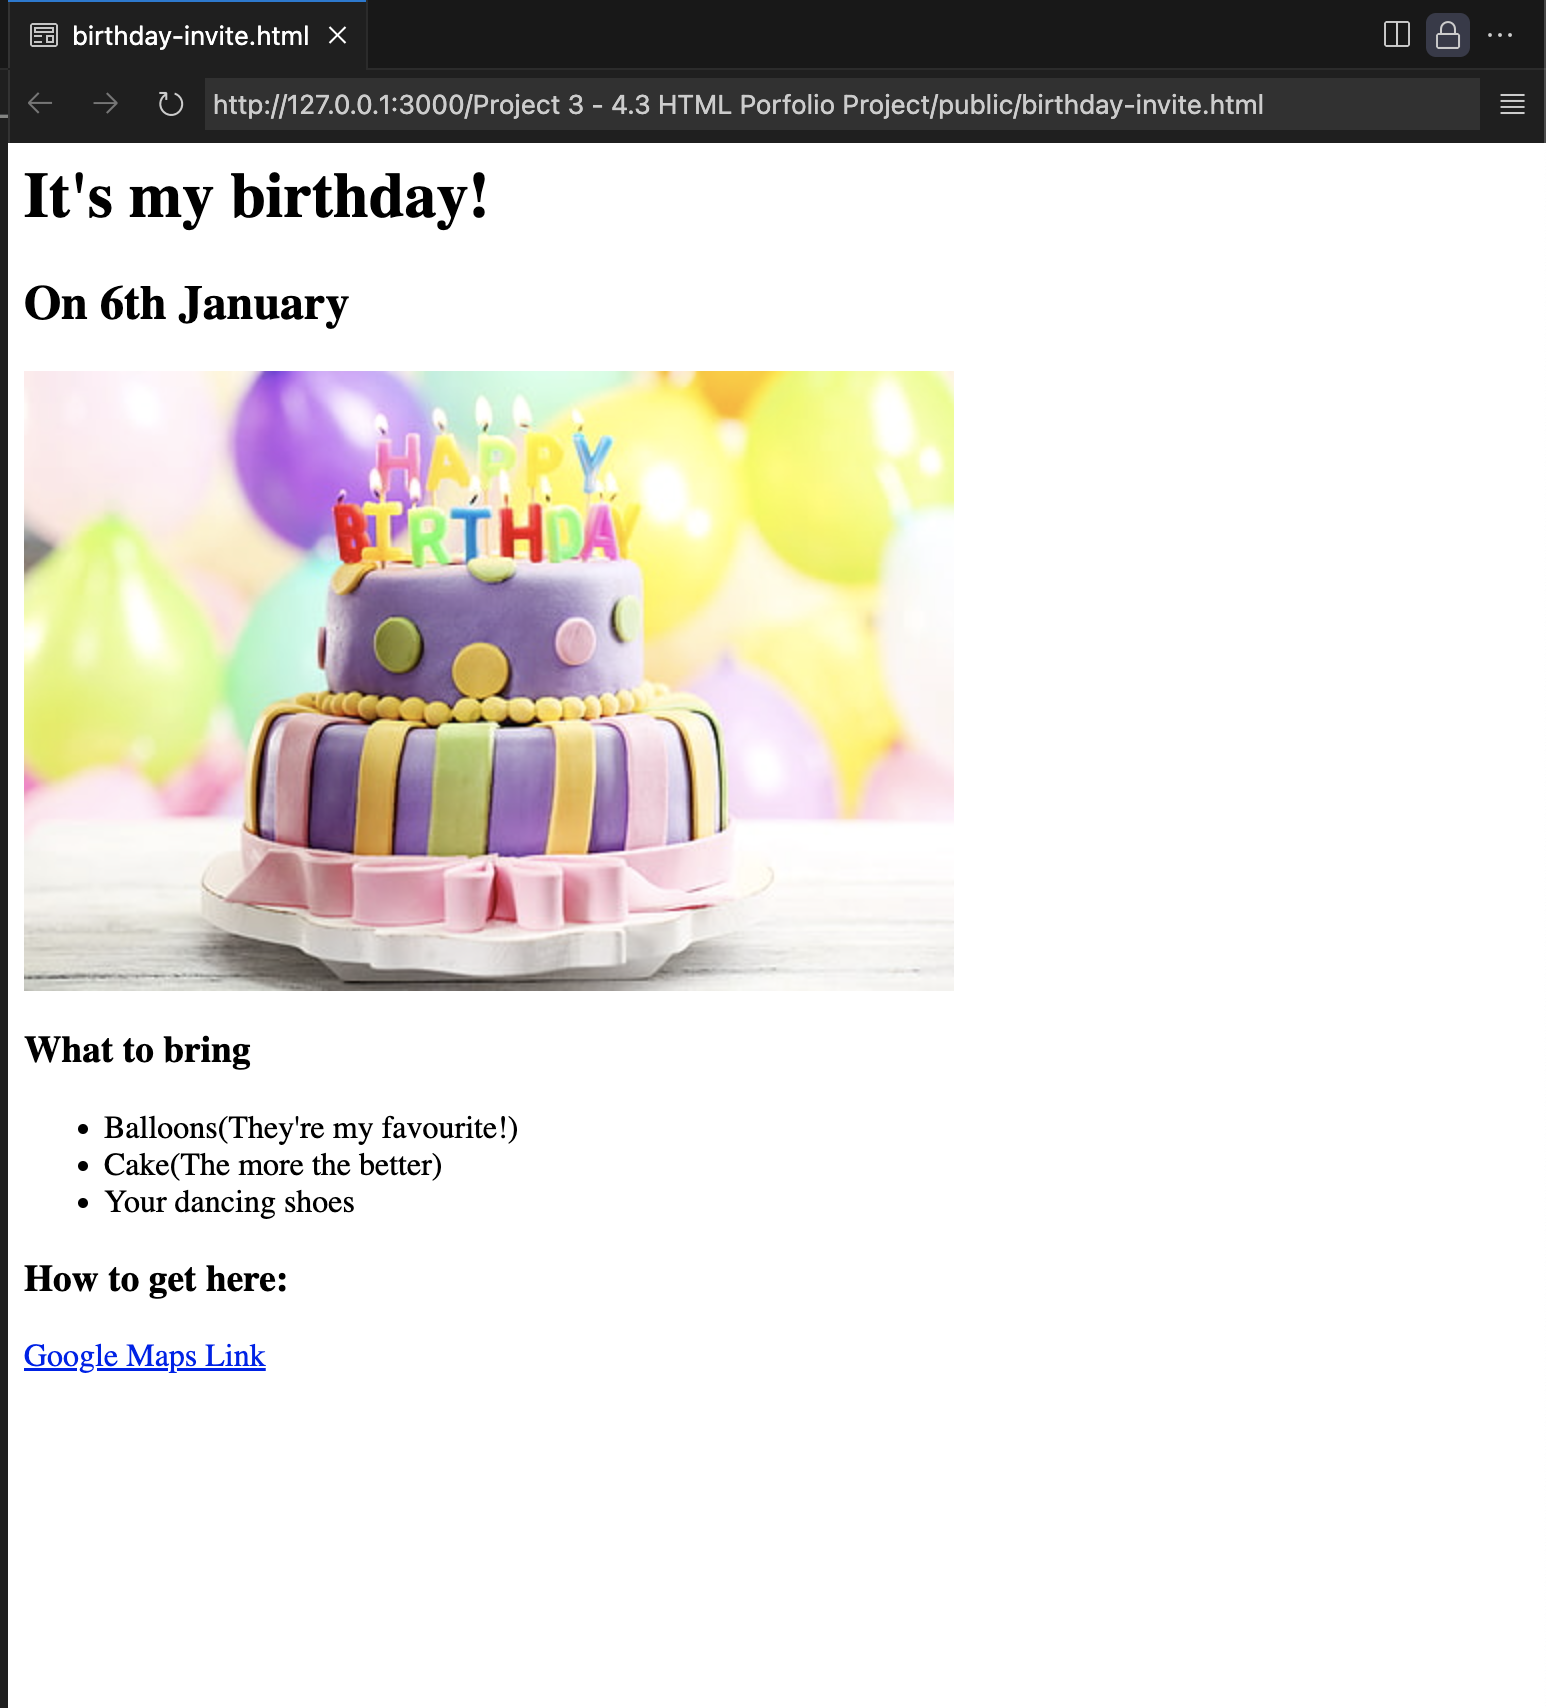 birthday-invite.html
http://127.0.0.1:3000/Project 3 - 4.3 HTML Porfolio Project/public/birthday-invite.html
It's my birthday!
On 6th January
HAPPY
BIRTHDAY
What to bring
• Balloons(They're my favourite!)
• Cake(The more the better)
• Your dancing shoes
How to get here:
Google Maps Link